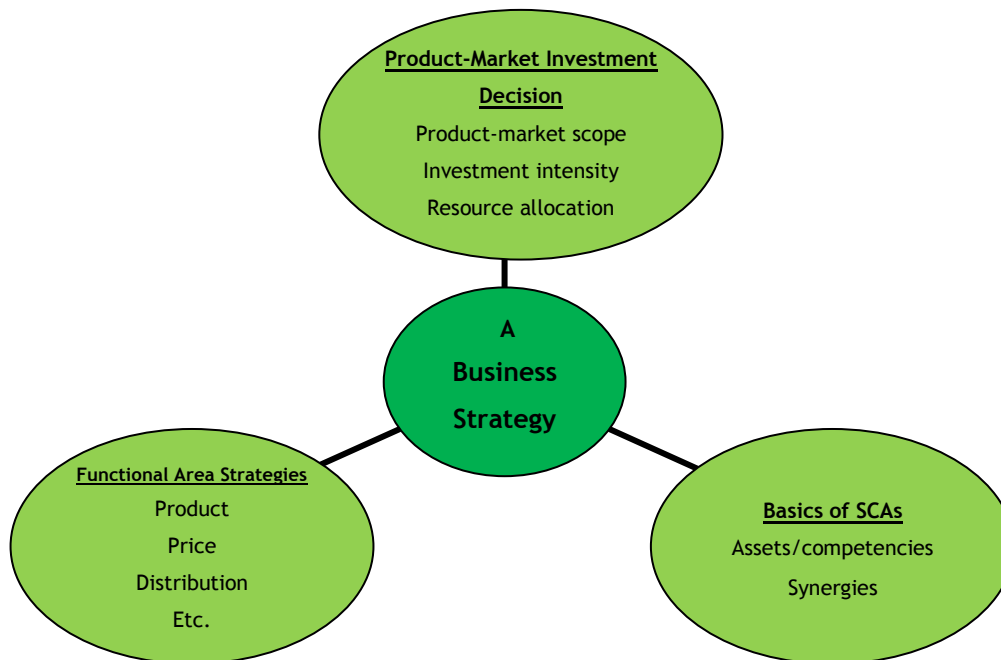 Product-Market Investment
Decision
Product-market scope
Investment intensity
Resource allocation
A
Business
Strategy
Functional Area Strategies
Product
Price
Distribution
Etc.
Basics of SCAs
Assets/competencies
Synergies